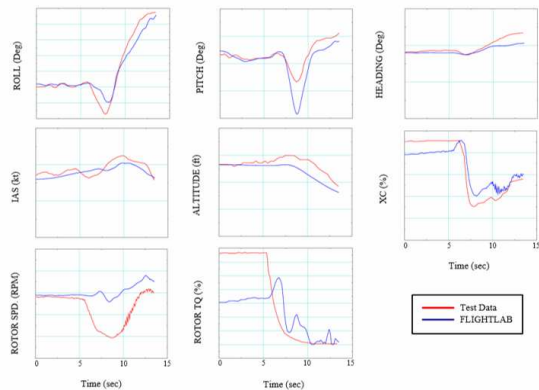 ROLL (Deg)
PITCH (Deg)
HEADING (Deg)
IAS (kt)
ALTITUDE (ft)
XC (%)
0 5 10 15
Time (sec)
ROTOR SPD (RPM)
0 5 10 15
Time (sec)
ROTOR TQ (%)
0 5 10 15
Time (sec)
Test Data
FLIGHTLAB